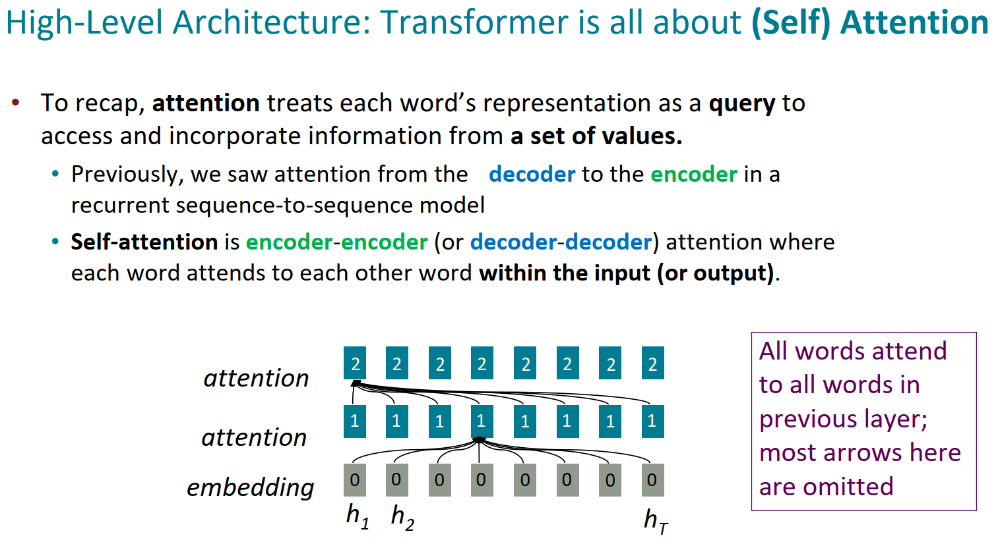 High-Level Architecture: Transformer is all about (Self) Attention
• To recap, attention treats each word’s representation as a query to
access and incorporate information from a set of values.
• Previously, we saw attention from the decoder to the encoder in a
recurrent sequence-to-sequence model
• Self-attention is encoder-encoder (or decoder-decoder) attention where
each word attends to each other word within the input (or output).
2 2 2 2 2 2 2 2
attention
1 1 1 1 1 1 1 1
attention
0 0 0 0 0 0 0 0
embedding
h1 h2 hT
All words attend
to all words in
previous layer;
most arrows here
are omitted